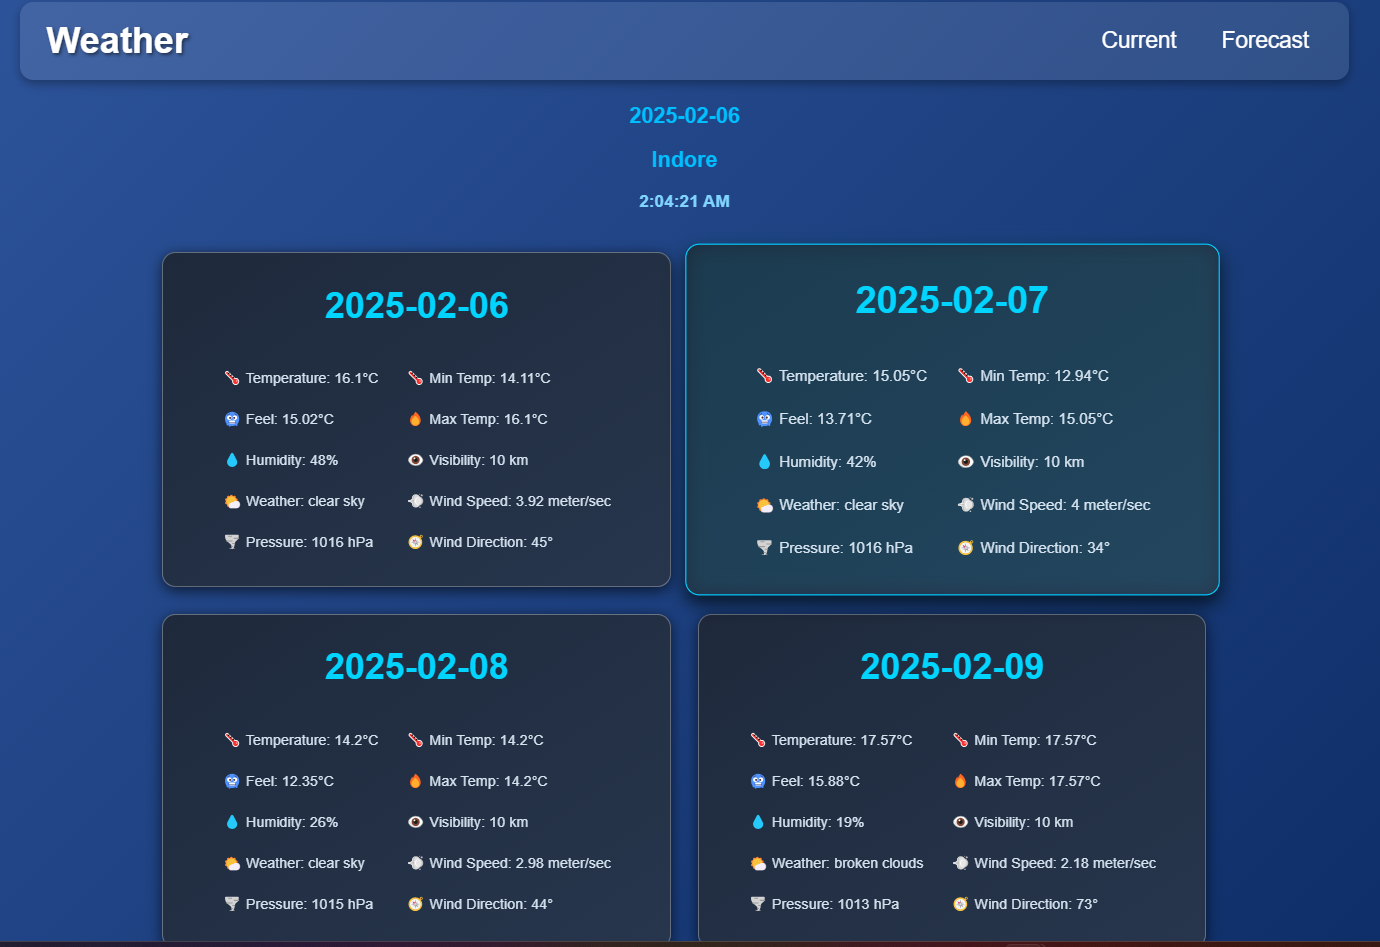 Weather
Current Forecast
2025-02-06
Indore
2:04:21 AM
2025-02-06
Temperature: 16.1°C Min Temp: 14.11°C
Feel: 15.02°C Max Temp: 16.1°C
Humidity: 48% Visibility: 10 km
Weather: clear sky Wind Speed: 3.92 meter/sec
Pressure: 1016 hPa Wind Direction: 45°
2025-02-07
Temperature: 15.05°C Min Temp: 12.94°C
Feel: 13.71°C Max Temp: 15.05°C
Humidity: 42% Visibility: 10 km
Weather: clear sky Wind Speed: 4 meter/sec
Pressure: 1016 hPa Wind Direction: 34°
2025-02-08
Temperature: 14.2°C Min Temp: 14.2°C
Feel: 12.35°C Max Temp: 14.2°C
Humidity: 26% Visibility: 10 km
Weather: clear sky Wind Speed: 2.98 meter/sec
Pressure: 1015 hPa Wind Direction: 44°
2025-02-09
Temperature: 17.57°C Min Temp: 17.57°C
Feel: 15.88°C Max Temp: 17.57°C
Humidity: 19% Visibility: 10 km
Weather: broken clouds Wind Speed: 2.18 meter/sec
Pressure: 1013 hPa Wind Direction: 73°